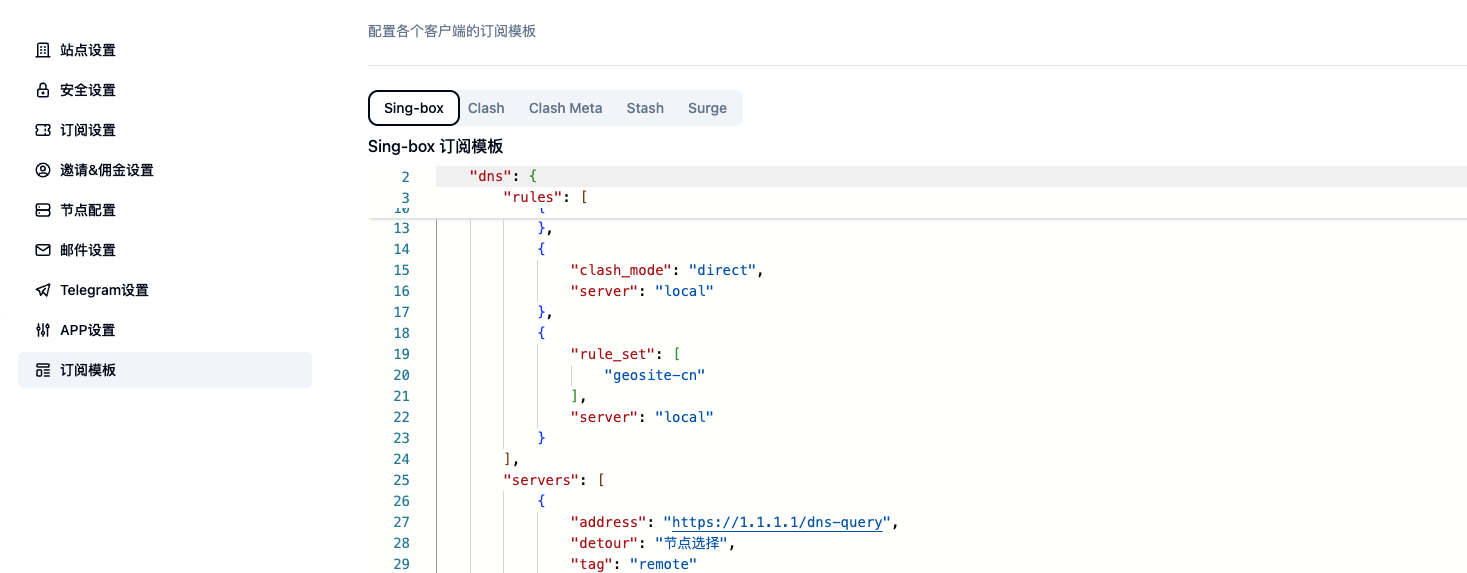 配置各个客户端的订阅模板
站点设置
安全设置
订阅设置
邀请&佣金设置
节点配置
邮件设置
Telegram设置
APP设置
订阅模板
Sing-box Clash Clash Meta Stash Surge
Sing-box 订阅模板
2 "dns": {
3 "rules": [
13 },
14 {
15 "clash_mode": "direct",
16 "server": "local"
17 },
18 {
19 "rule_set": [
20 "geosite-cn"
21 ],
22 "server": "local"
23 }
24 ],
25 "servers": [
26 {
27 "address": "https://1.1.1.1/dns-query",
28 "detour": "节点选择",
29 "tag": "remote"